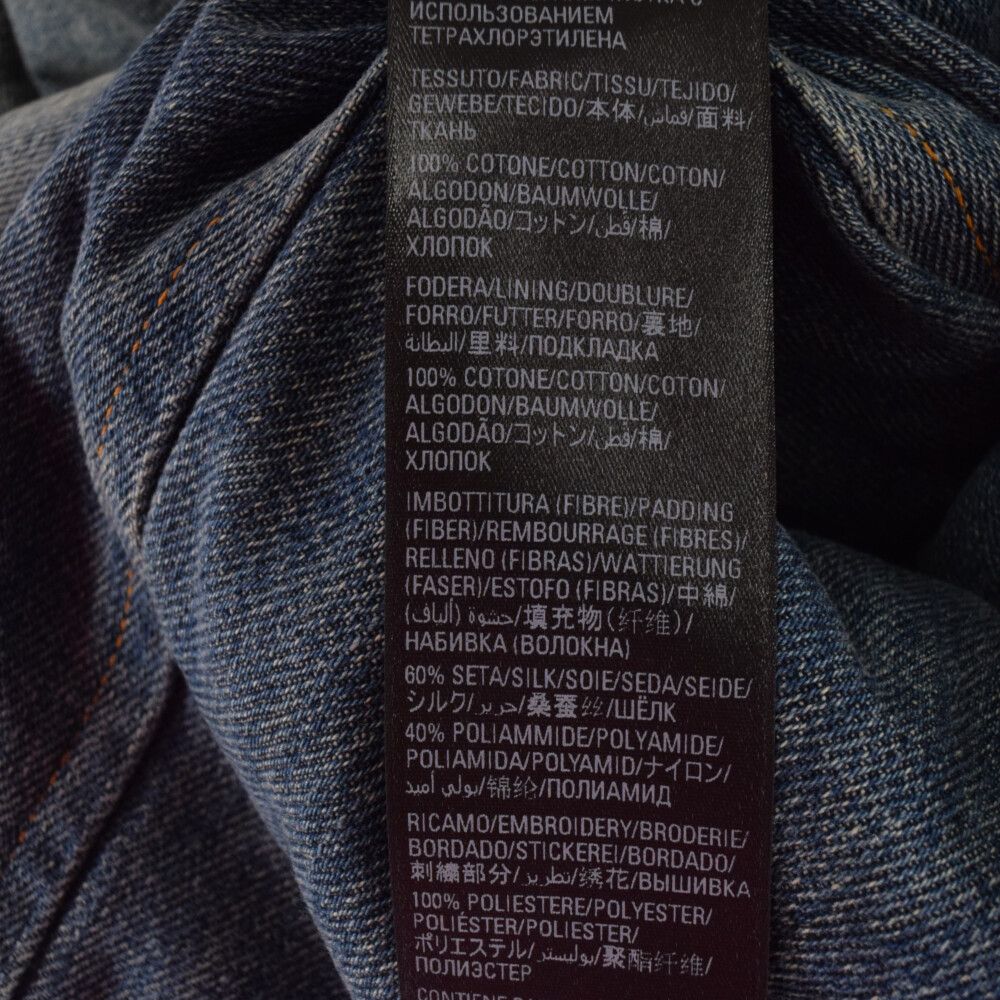 ИСПОЛЬЗОВАНИЕМ
ТЕТРАХЛОРЭТИЛЕНА
TESSUTO/FABRIC/TISSU/TEJIDO/
GEWEBE/TECIDO/本体/قماش/面料/
ТКАНЬ
100% COTONE/COTTON/COTON/
ALGODON/BAUMWOLLE/
ALGODÃO/コットン/قطن/棉/
ХЛОПОК
FODERA/LINING/DOUBLURE/
FORRO/FUTTER/FORRO/裏地/
البطانة/里料/ПОДКЛАДКА
100% COTONE/COTTON/COTON/
ALGODON/BAUMWOLLE/
ALGODÃO/コットン/قطن/棉/
ХЛОПОК
IMBOTTITURA (FIBRE)/PADDING
(FIBER)/REMBOURRAGE (FIBRES)/
RELLENO (FIBRAS)/WATTIERUNG
(FASER)/ESTOFO (FIBRAS)/中綿/
حشوة (ألياف)/填充物(纤维)/
НАБИВКА (ВОЛОКНА)
60% SETA/SILK/SOIE/SEDA/SEIDE/
シルク/حرير/桑蚕丝/ШЁЛК
40% POLIAMMIDE/POLYAMIDE/
POLIAMIDA/POLYAMID/ナイロン/
بولي أميد/锦纶/ПОЛИАМИД
RICAMO/EMBROIDERY/BRODERIE/
BORDADO/STICKEREI/BORDADO/
刺繍部分/تطريز/绣花/ВЫШИВКА
100% POLIESTERE/POLYESTER/
POLIÉSTER/POLIESTER/
ポリエステル/بوليستر/聚酯纤维/
ПОЛИЭСТЕР